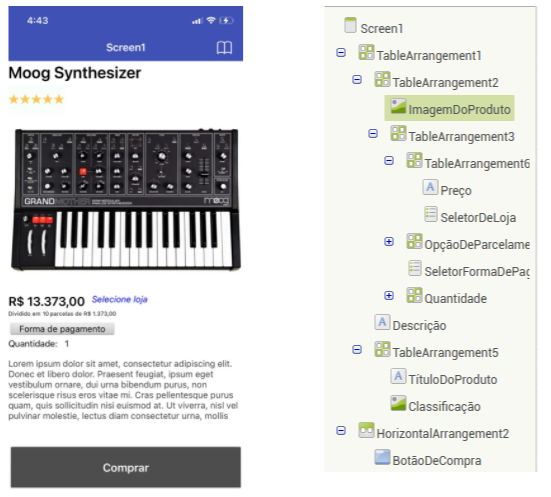 4:43
Screen1
Moog Synthesizer
moog
GRANDMOTHER
R$ 13.373,00 Selecione loja
Dividido em 10 parcelas de R$ 1.373,00
Forma de pagamento
Quantidade: 1
Lorem ipsum dolor sit amet, consectetur adipiscing elit.
Donec et libero dolor. Praesent feugiat, ipsum eget
vestibulum ornare, dui urna bibendum purus, non
scelerisque risus eros vitae mi. Cras pellentesque purus
quam, quis sollicitudin nisi euismod at. Ut viverra, nisl vel
pulvinar molestie, lectus diam consectetur urna, mollis
Comprar
Screen1
TableArrangement1
TableArrangement2
ImagemDoProduto
TableArrangement3
TableArrangement6
Preço
SeletorDeLoja
OpçãoDeParcelame
SeletorFormaDePag
Quantidade
Descrição
TableArrangement5
TítuloDoProduto
Classificação
HorizontalArrangement2
BotãoDeCompra